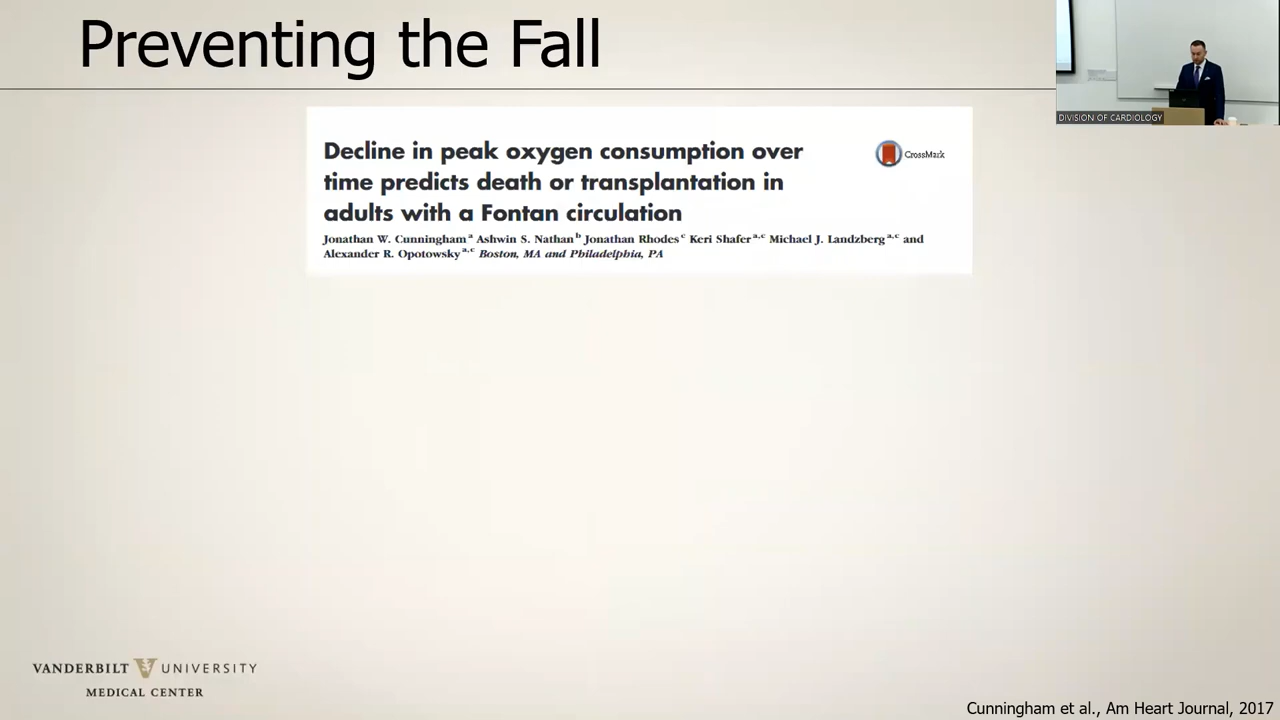 Preventing the Fall
DIVISION OF CARDIOLOGY
Decline in peak oxygen consumption over
time predicts death or transplantation in
adults with a Fontan circulation
CrossMark
Jonathan W. Cunningham a Ashwin S. Nathan b Jonathan Rhodes c Keri Shafer a,c Michael J. Landzberg a,c and
Alexander R. Opotowsky a,c Boston, MA and Philadelphia, PA
VANDERBILT V UNIVERSITY
MEDICAL CENTER
Cunningham et al., Am Heart Journal, 2017